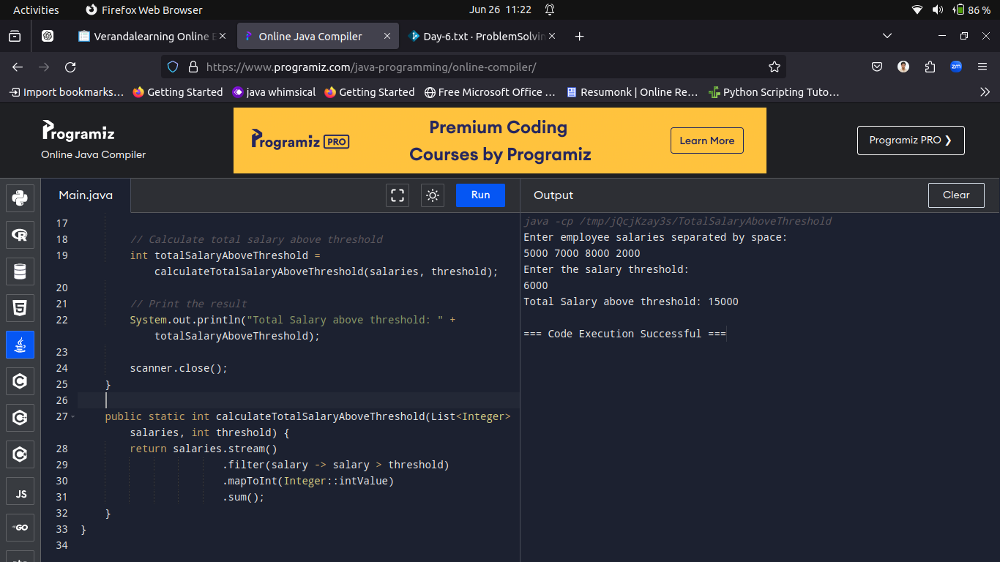 Activities
Firefox Web Browser
Jun 26 11:22
86 %
Verandalearning Online E
Online Java Compiler
Day-6.txt · ProblemSolvin
https://www.programiz.com/java-programming/online-compiler/
zm
Import bookmarks…
Getting Started
java whimsical
Getting Started
Free Microsoft Office …
Resumonk | Online Re…
Python Scripting Tuto…
Programiz
Online Java Compiler
Programiz PRO
Premium Coding
Courses by Programiz
Learn More
Programiz PRO ❯
Main.java
Run
Output
Clear
17
18 // Calculate total salary above threshold
19 int totalSalaryAboveThreshold =
calculateTotalSalaryAboveThreshold(salaries, threshold);
20
21 // Print the result
22 System.out.println("Total Salary above threshold: " +
totalSalaryAboveThreshold);
23
24 scanner.close();
25 }
26
27 public static int calculateTotalSalaryAboveThreshold(List<Integer>
salaries, int threshold) {
28 return salaries.stream()
29 .filter(salary -> salary > threshold)
30 .mapToInt(Integer::intValue)
31 .sum();
32 }
33 }
34
java -cp /tmp/jQcjKzay3s/TotalSalaryAboveThreshold
Enter employee salaries separated by space:
5000 7000 8000 2000
Enter the salary threshold:
6000
Total Salary above threshold: 15000
=== Code Execution Successful ===
R
5
C
C
C
JS
GO